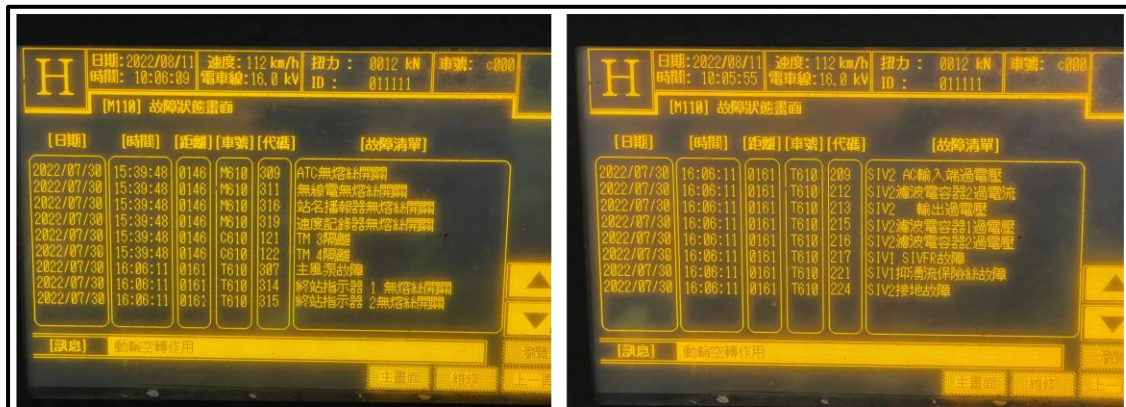 H
日期:2022/08/11 速度:112 km/h 扭力: 0012 kN 車號: c000
時間: 10:06:09 電車線:16.0 kV ID : 011111
[M110] 故障狀態畫面
[日期] [時間] [距離] [車號] [代碼] [故障清單]
2022/07/30 15:39:48 0146 M610 309 ATC無熔絲開關
2022/07/30 15:39:48 0146 M610 311 無線電無熔絲開關
2022/07/30 15:39:48 0146 M610 316 站名播報器無熔絲開關
2022/07/30 15:39:48 0146 M610 319 速度記錄器無熔絲開關
2022/07/30 15:39:48 0146 C610 121 TM 3隔離
2022/07/30 15:39:48 0146 C610 122 TM 4隔離
2022/07/30 16:06:11 0161 T610 307 主風泵故障
2022/07/30 16:06:11 0161 T610 314 終站指示器 1 無熔絲開關
2022/07/30 16:06:11 0161 T610 315 終站指示器 2無熔絲開關
[訊息] 動輪空轉作用
主畫面 維修 上一頁
H
日期:2022/08/11 速度:112 km/h 扭力 : 0012 kN 車號: c000
時間: 10:05:55 電車線:16.0 kV ID : 011111
[M110] 故障狀態畫面
[日期] [時間] [距離] [車號] [代碼] [故障清單]
2022/07/30 16:06:11 0161 T610 209 SIV2 AC輸入端過電壓
2022/07/30 16:06:11 0161 T610 212 SIV2濾波電容器2過電流
2022/07/30 16:06:11 0161 T610 213 SIV2 輸出過電壓
2022/07/30 16:06:11 0161 T610 215 SIV2濾波電容器1過電壓
2022/07/30 16:06:11 0161 T610 216 SIV2濾波電容器2過電壓
2022/07/30 16:06:11 0161 T610 217 SIV1 SIVFR故障
2022/07/30 16:06:11 0161 T610 221 SIV1抑湧流保險絲故障
2022/07/30 16:06:11 0161 T610 224 SIV2接地故障
[訊息] 動輪空轉作用
主畫面 維修